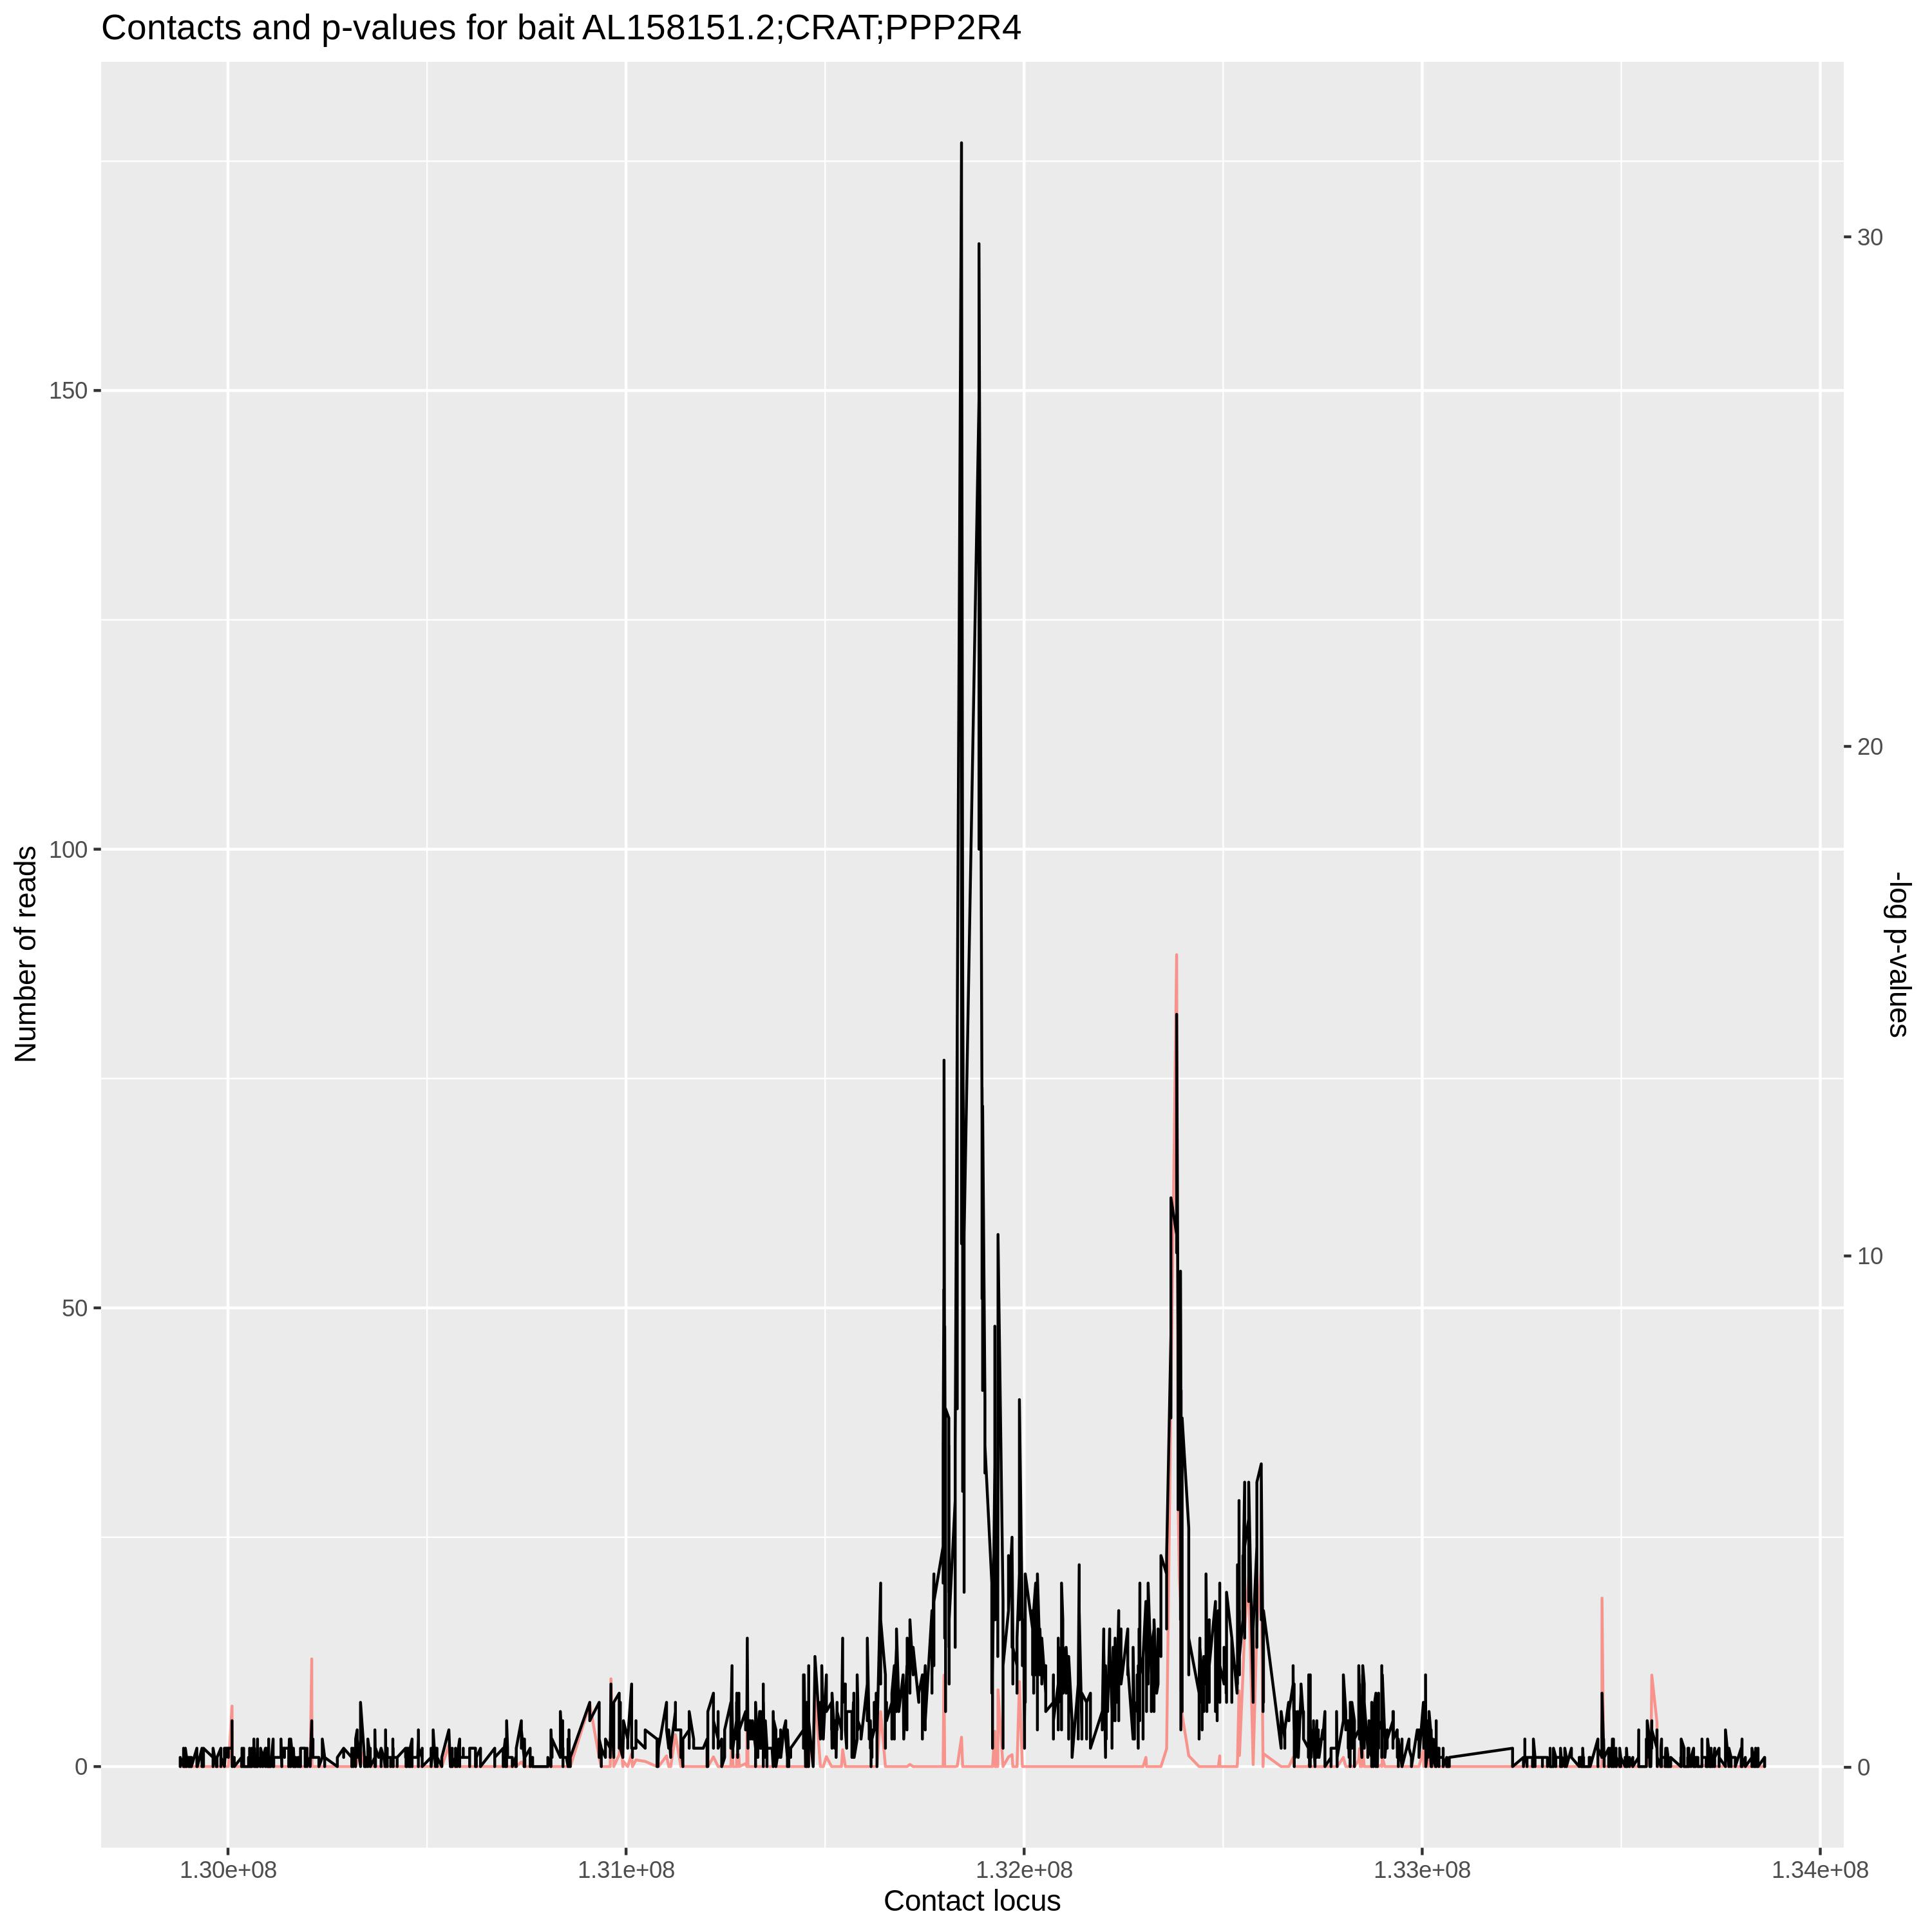 Contacts and p-values for bait AL158151.2;CRAT;PPP2R4
Number of reads
150
100
50
0
30
20
10
0
-log p-values
1.30e+08 1.31e+08 1.32e+08 1.33e+08 1.34e+08
Contact locus